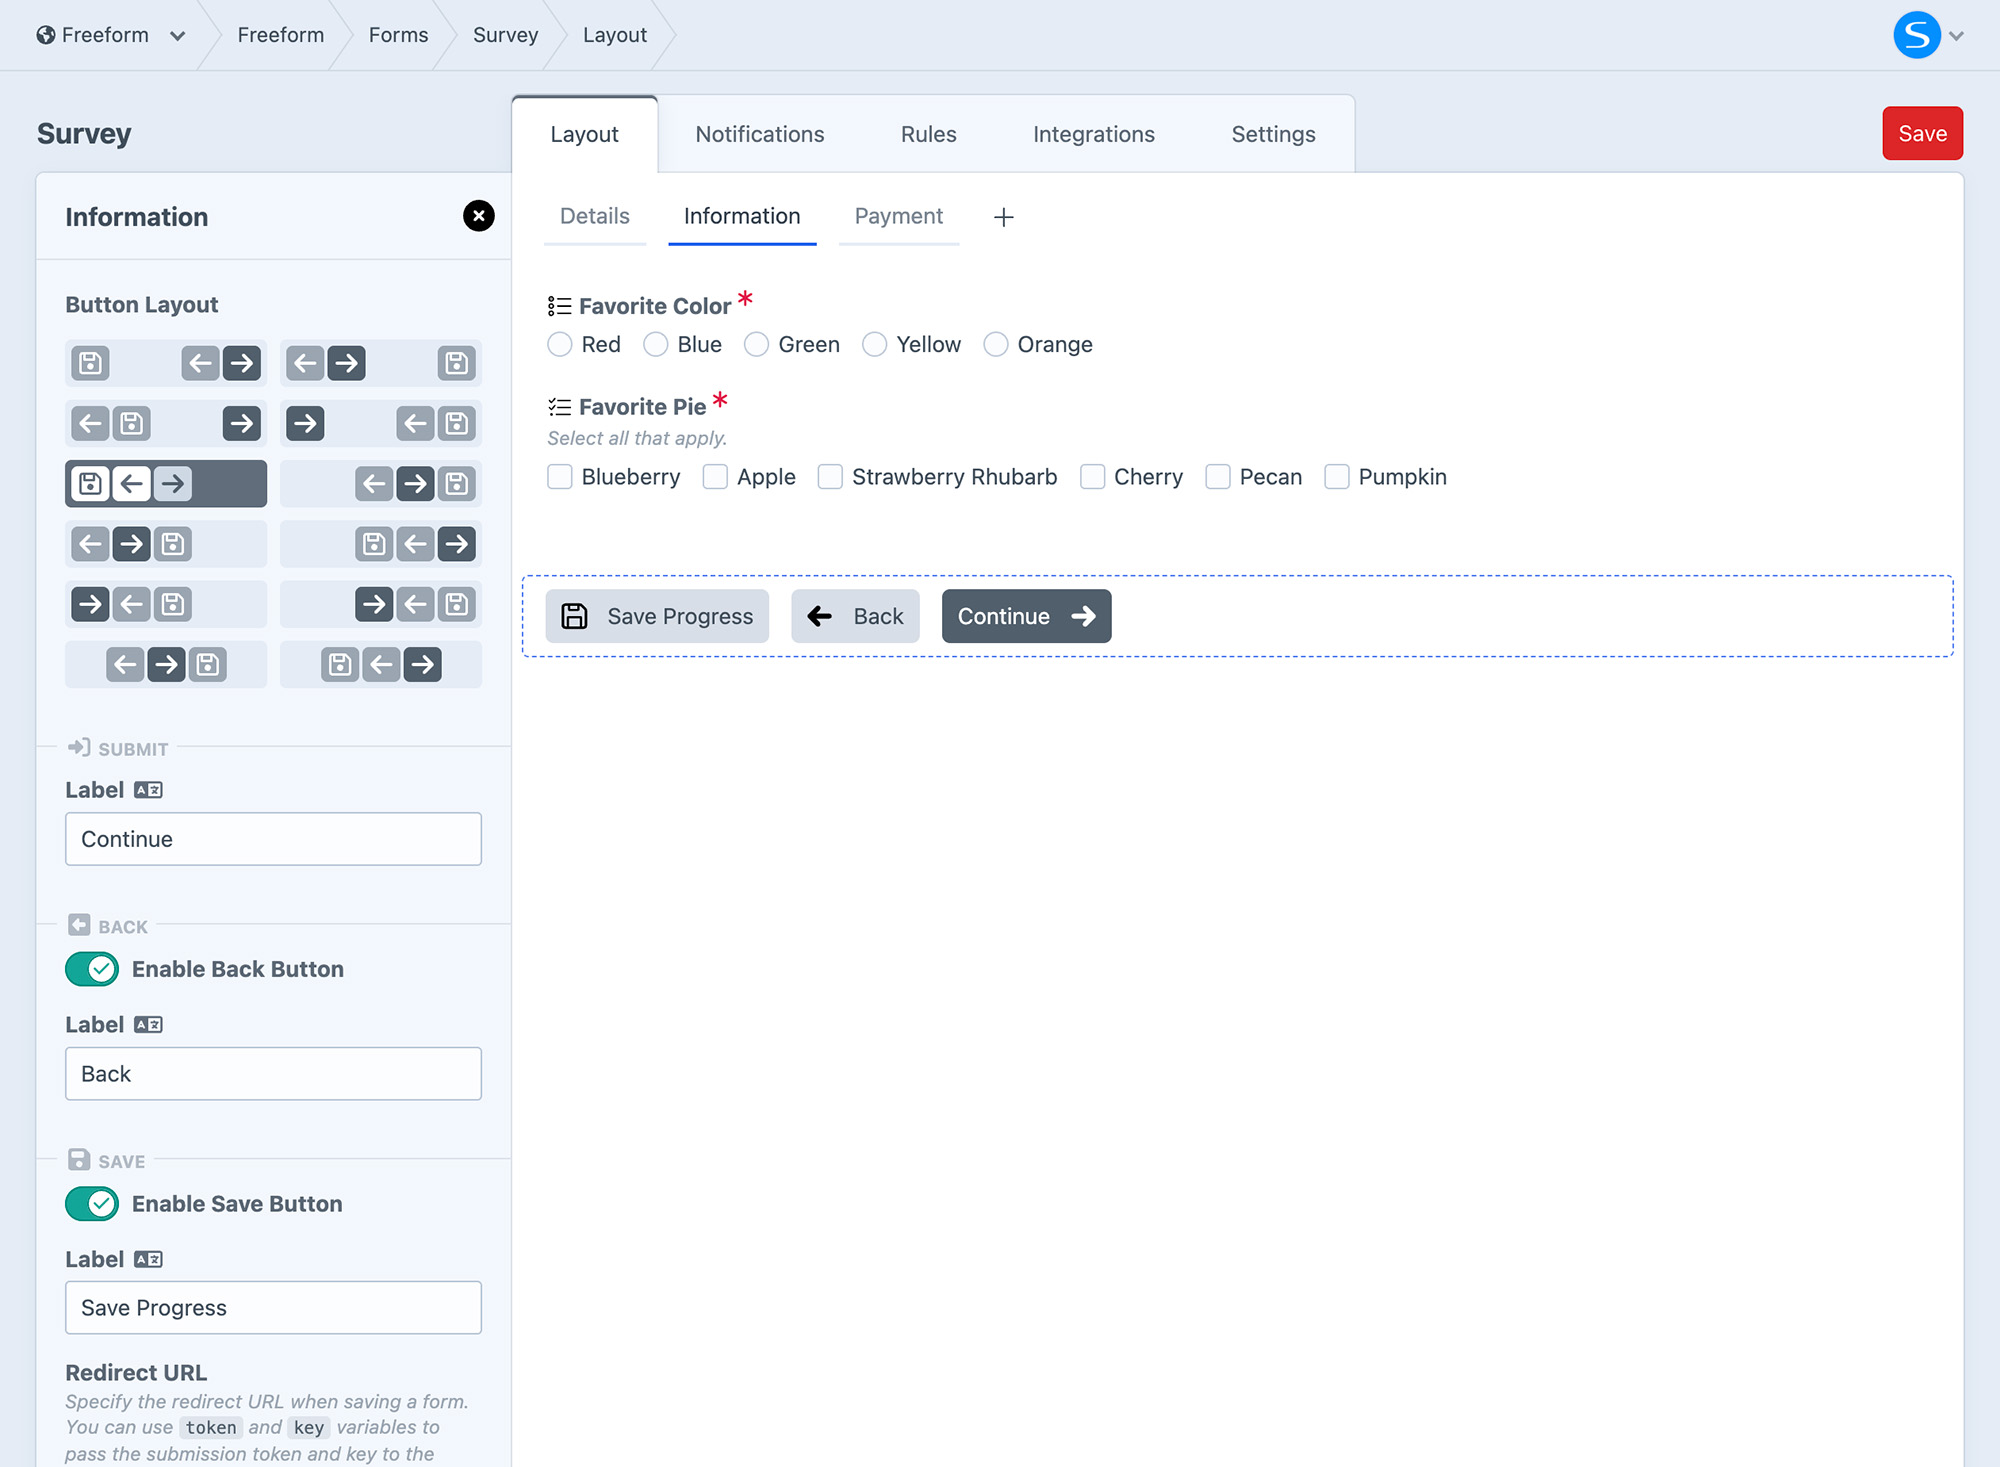 Freeform
Freeform
Forms
Survey
Layout
S
Survey
Layout
Notifications
Rules
Integrations
Settings
Save
Information
Details
Information
Payment
Button Layout
Favorite Color *
Red
Blue
Green
Yellow
Orange
Favorite Pie *
Select all that apply.
Blueberry
Apple
Strawberry Rhubarb
Cherry
Pecan
Pumpkin
Save Progress
Back
Continue
SUBMIT
Label
Continue
BACK
Enable Back Button
Label
Back
SAVE
Enable Save Button
Label
Save Progress
Redirect URL
Specify the redirect URL when saving a form.
You can use token and key variables to
pass the submission token and key to the